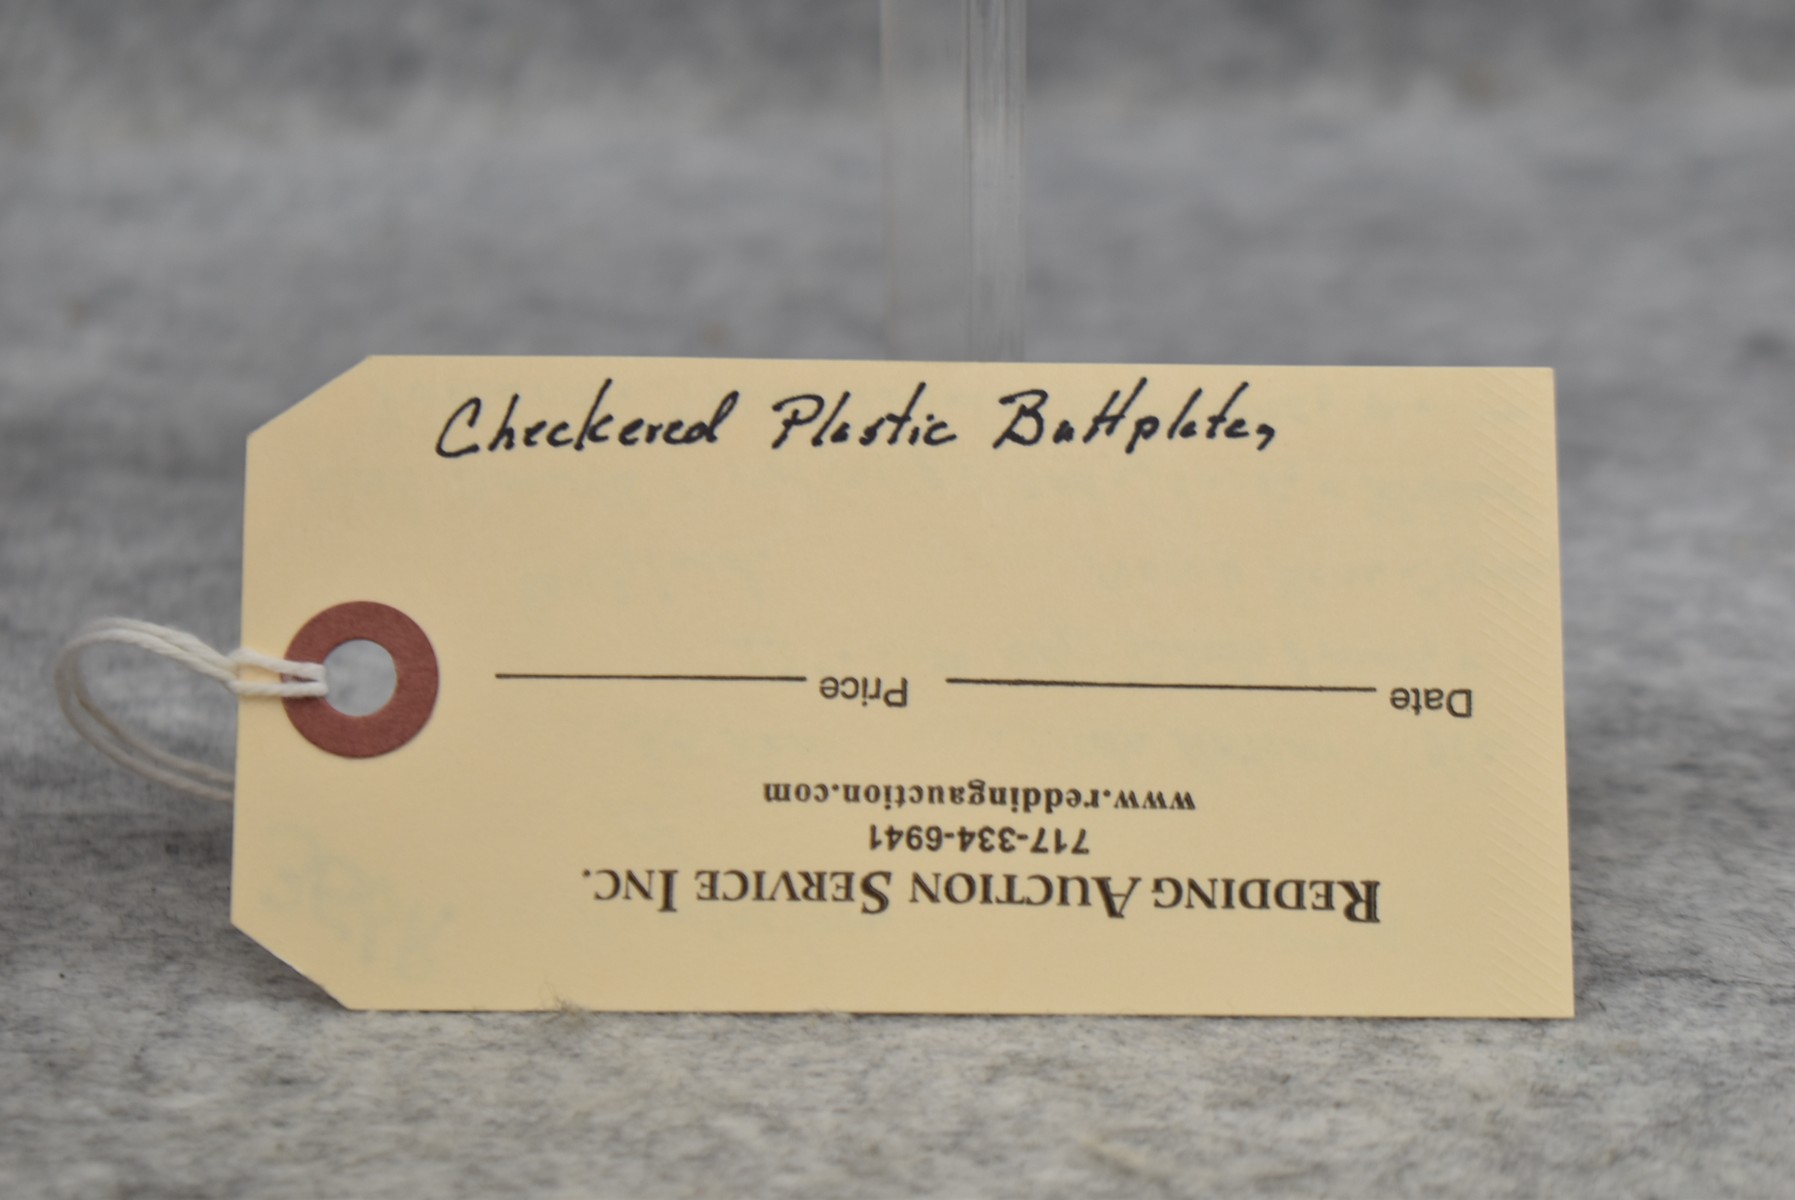 Checkered Plastic Buttplate,
Date Price
www.reddingauction.com
717-334-6941
REDDING AUCTION SERVICE INC.